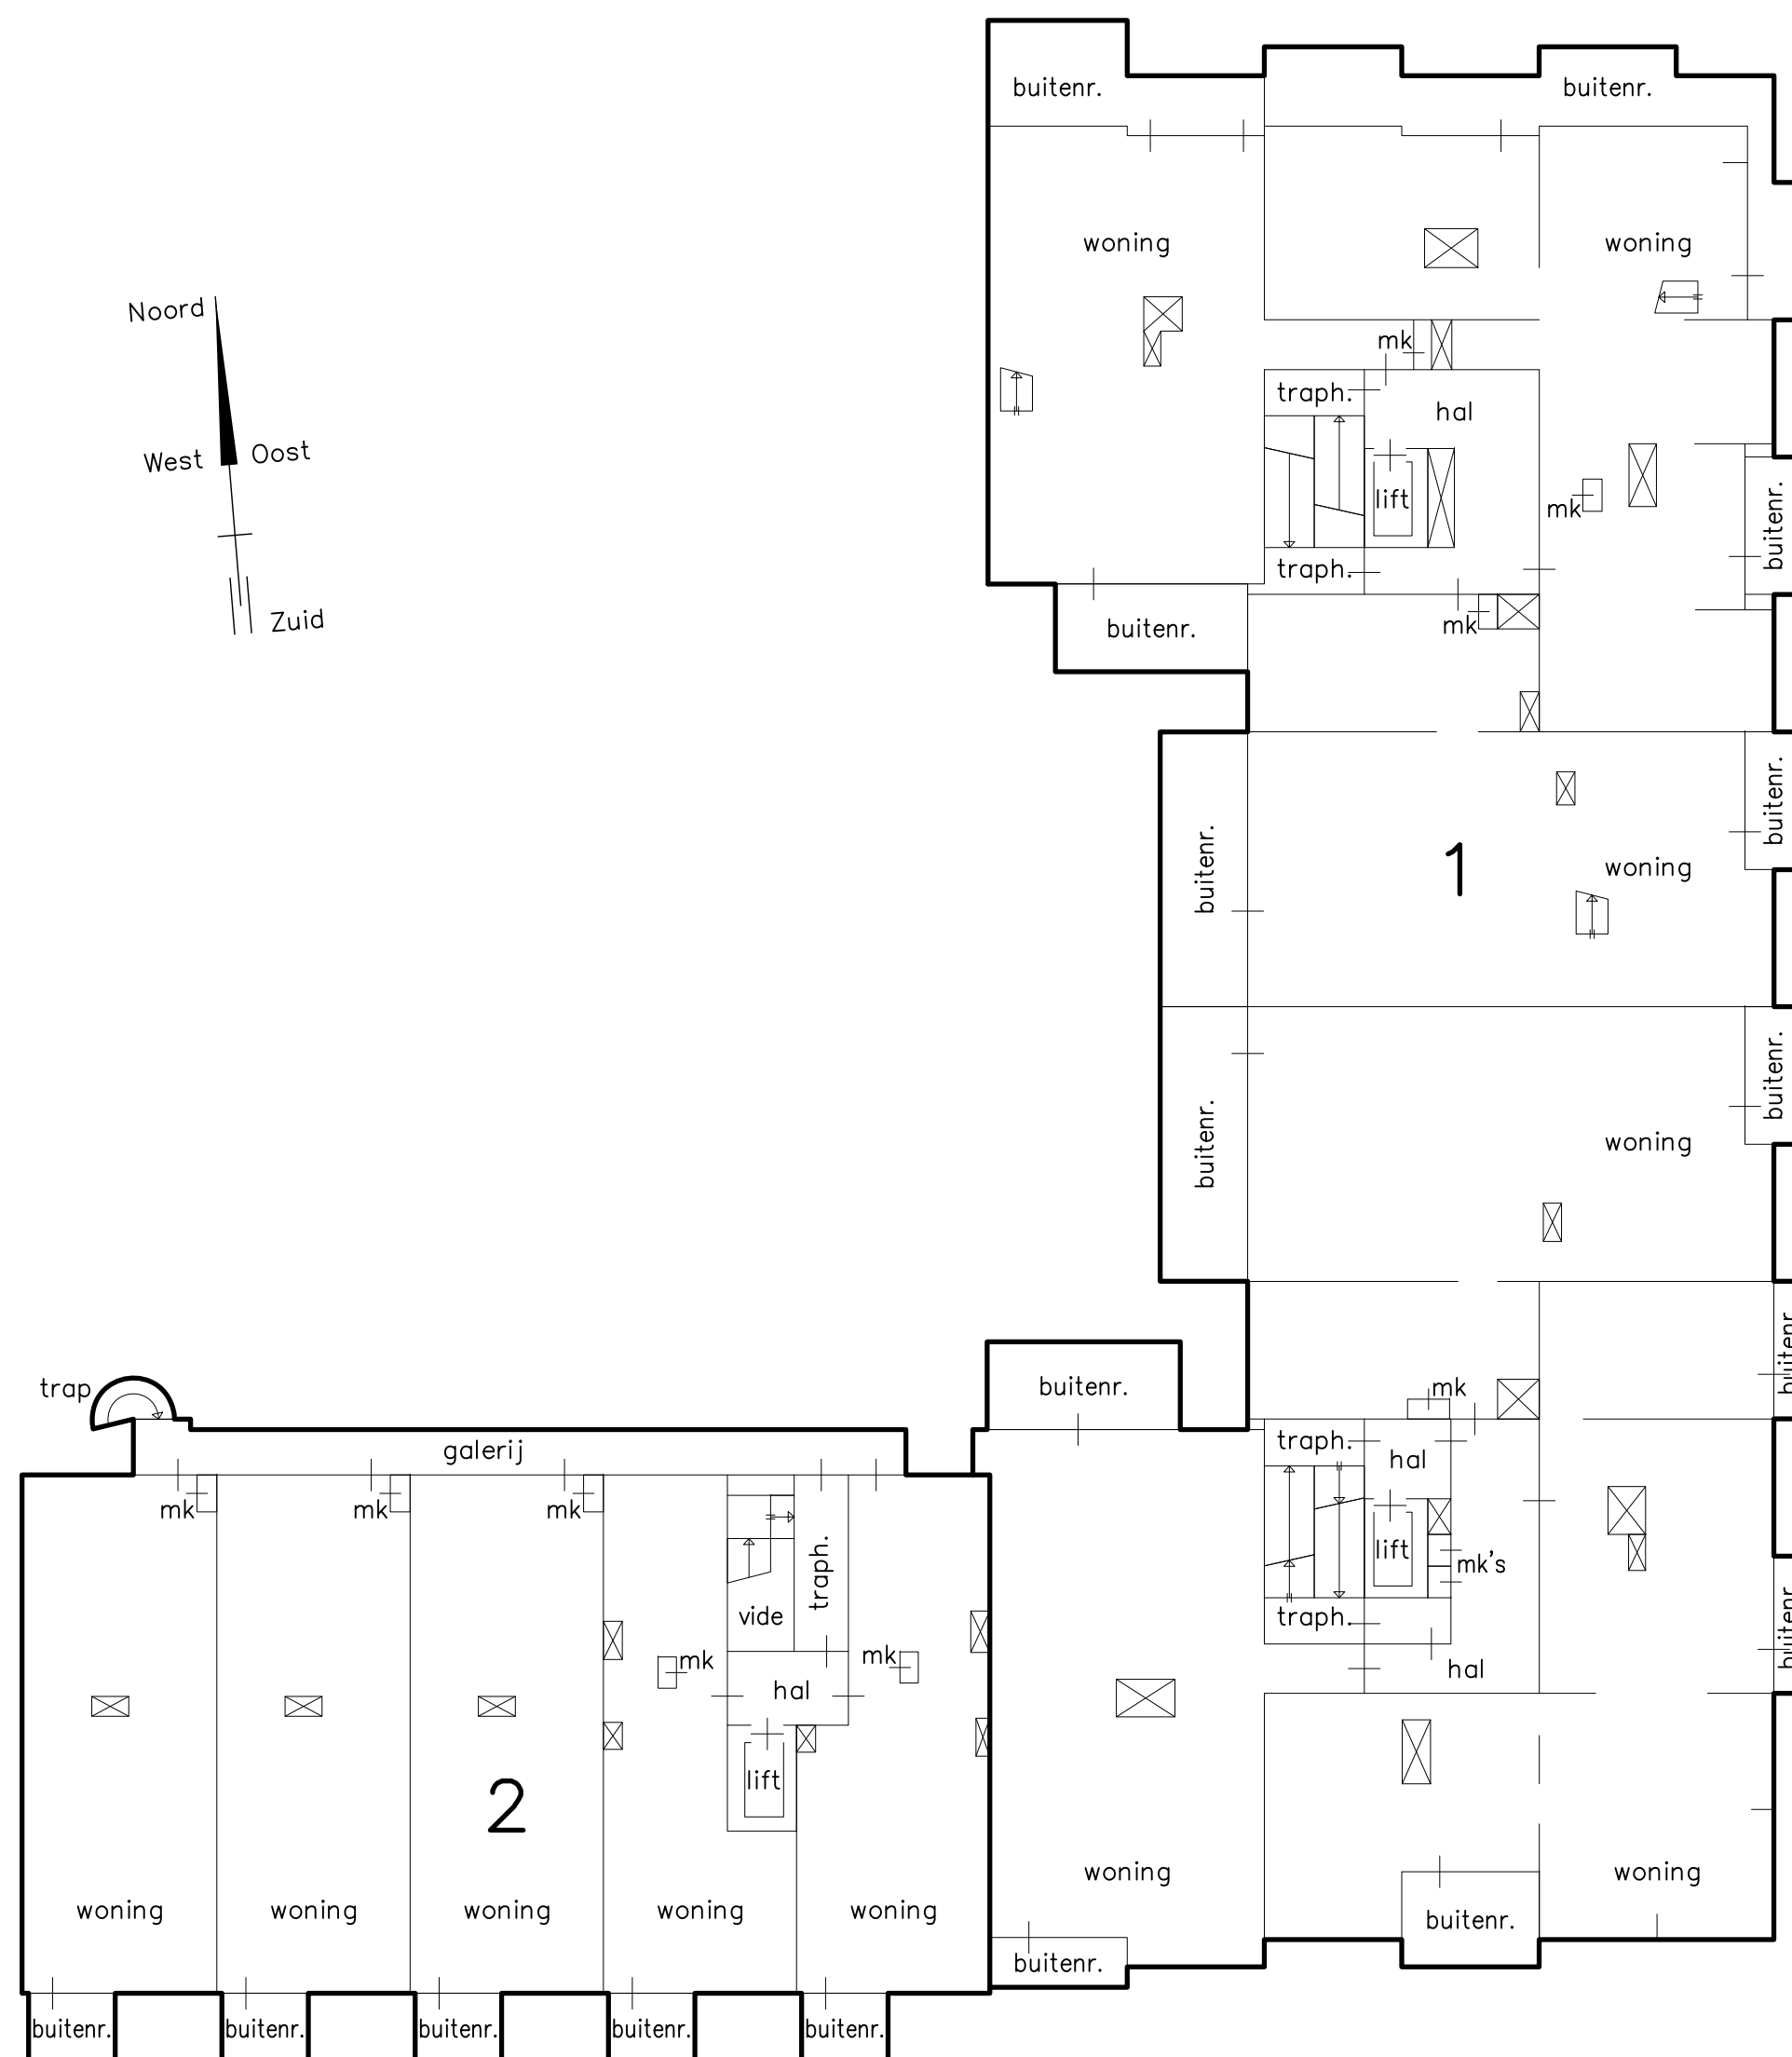 buitenr.
buitenr.
woning
woning
Noord
West
Oost
Zuid
mk
traph.
hal
lift
mk
buitenr.
traph.
mk
buitenr.
buitenr.
buitenr.
1
woning
buitenr.
buitenr.
woning
buitenr
trap
buitenr.
mk
galerij
traph.
hal
mk
mk
mk
traph.
lift
mk's
vide
traph.
buitenr
mk
mk
hal
hal
lift
2
woning
woning
woning
woning
woning
woning
woning
buitenr.
buitenr.
buitenr.
buitenr.
buitenr.
buitenr.
buitenr.